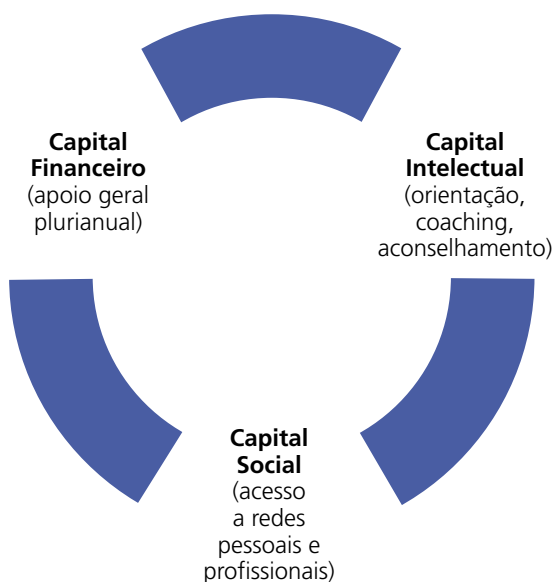 Capital
Financeiro
(apoio geral
plurianual)
Capital
Intelectual
(orientação,
coaching,
aconselhamento)
Capital
Social
(acesso
a redes
pessoais e
profissionais)